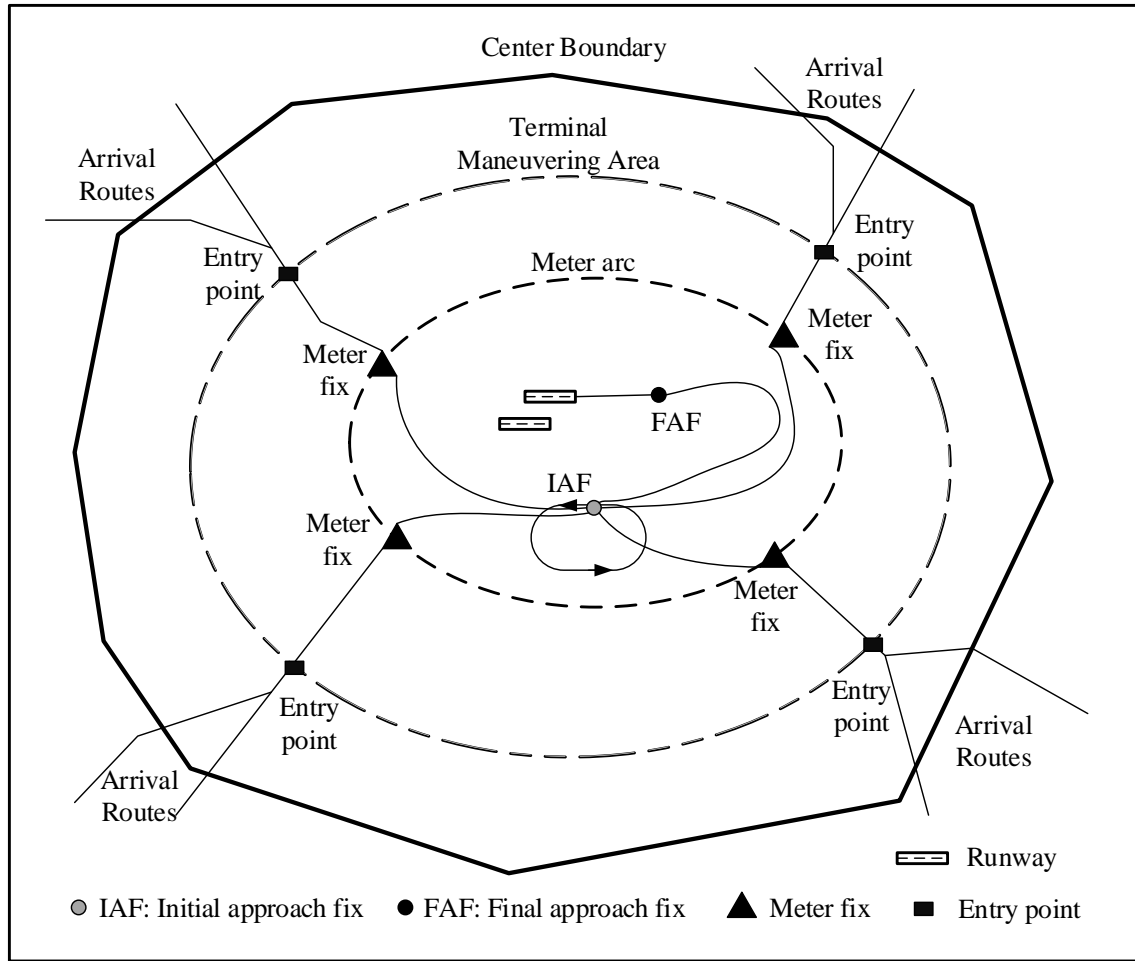 Center Boundary
Arrival
Routes
Terminal
Maneuvering Area
Arrival
Routes
Entry
point
Entry
point
Meter arc
Meter
fix
Meter
fix
FAF
IAF
Meter
fix
Meter
fix
Entry
point
Entry
point
Arrival
Routes
Arrival
Routes
Runway
IAF: Initial approach fix
FAF: Final approach fix
Meter fix
Entry point